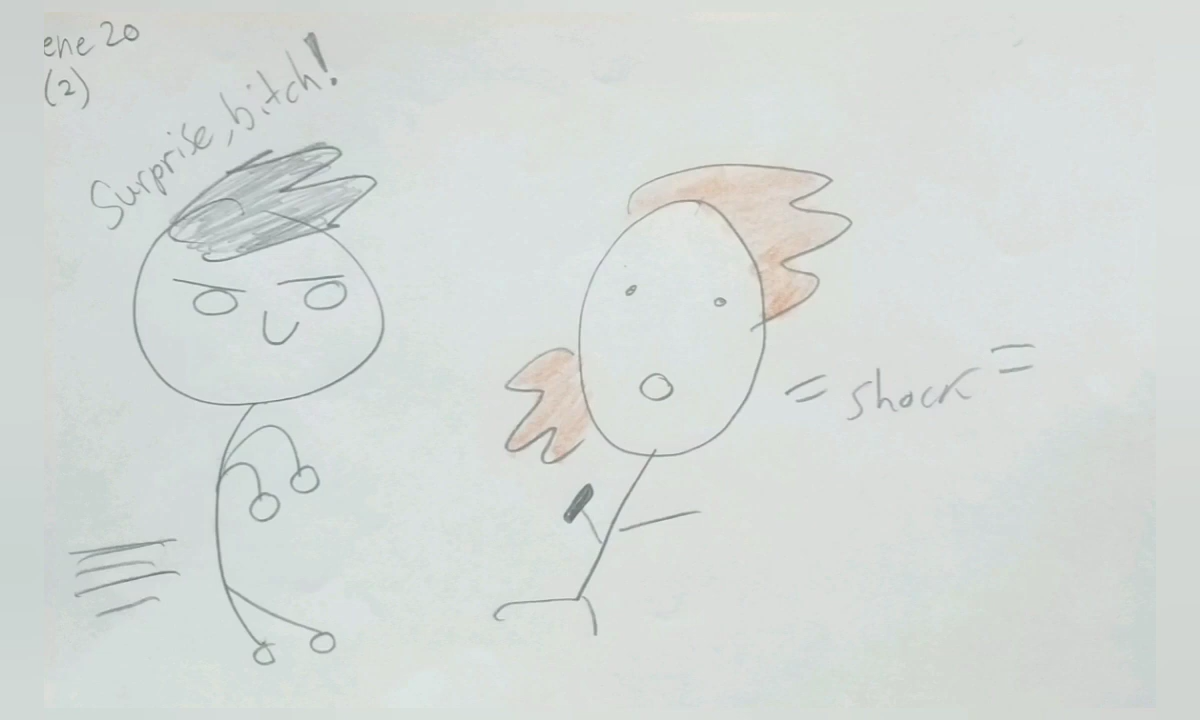 ene 20
(2)
Surprise, bitch!
= shock =